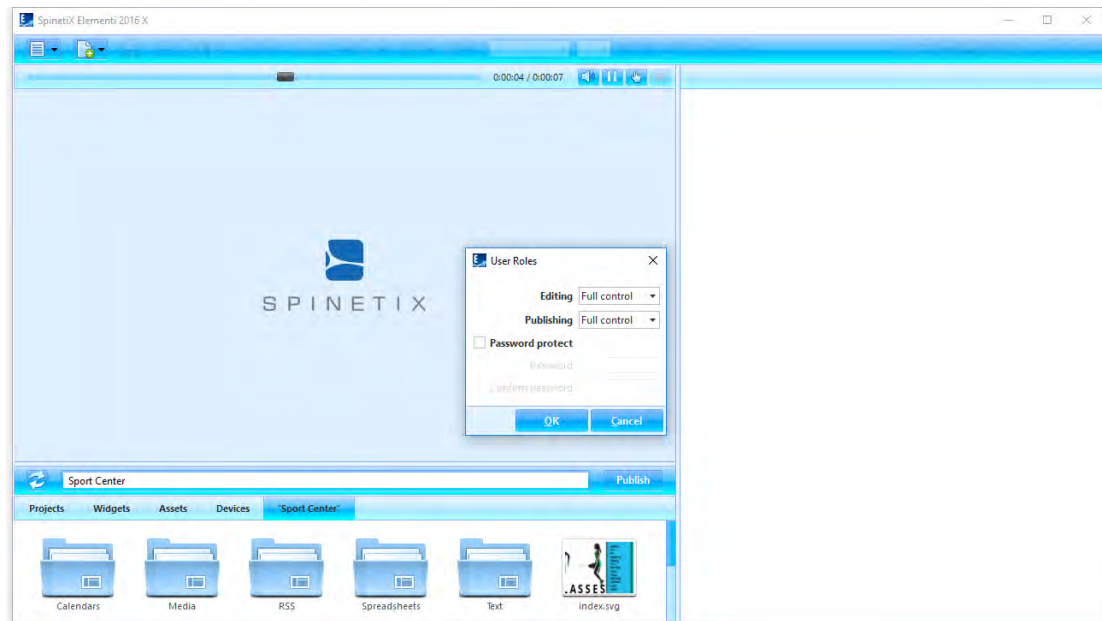 SpinetiX Elementi 2016 X
0:00:04 / 0:00:07
SPINETIX
User Roles
Editing Full control
Publishing Full control
Password protect
Password
Confirm password
OK Cancel
Sport Center
Publish
Projects Widgets Assets Devices 'Sport Center'
.ASSES
Calendars Media RSS Spreadsheets Text index.svg